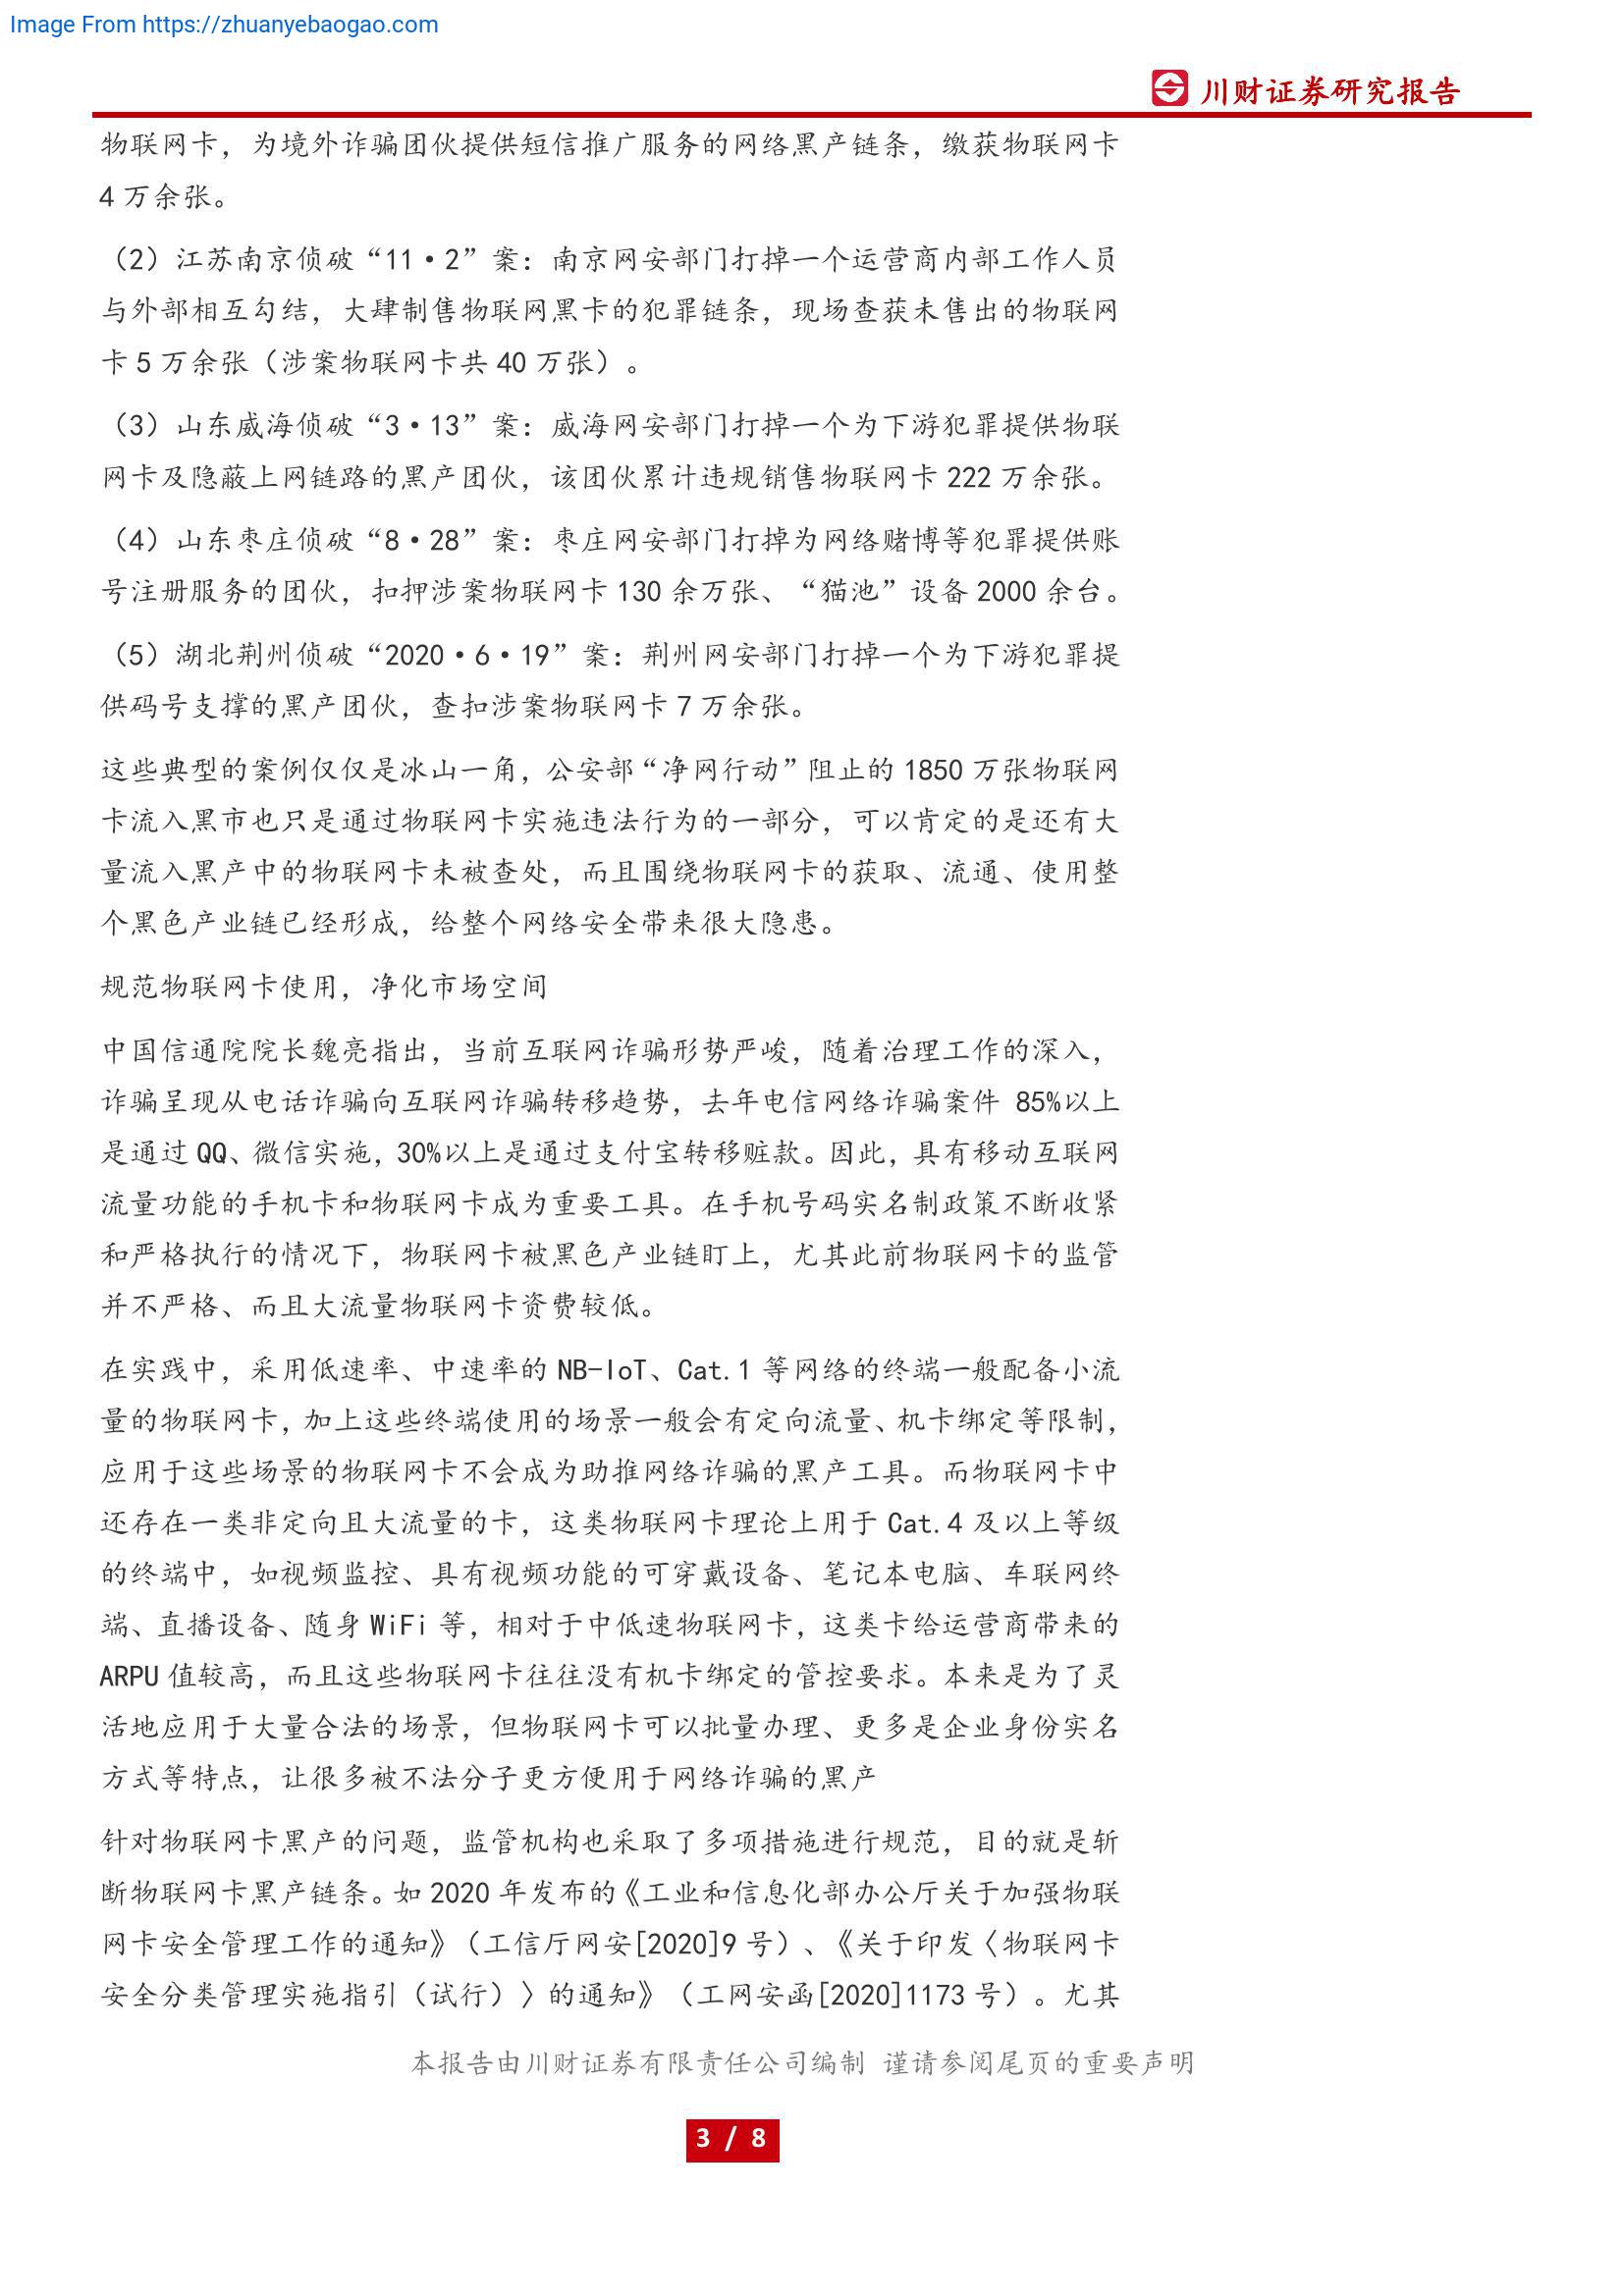 Image From https://zhuanyebaogao.com
川财证券研究报告
物联网卡，为境外诈骗团伙提供短信推广服务的网络黑产链条，缴获物联网卡
4 万余张。
（2）江苏南京侦破“11·2”案：南京网安部门打掉一个运营商内部工作人员
与外部相互勾结，大肆制售物联网黑卡的犯罪链条，现场查获未售出的物联网
卡 5 万余张（涉案物联网卡共 40 万张）。
（3）山东威海侦破“3·13”案：威海网安部门打掉一个为下游犯罪提供物联
网卡及隐蔽上网链路的黑产团伙，该团伙累计违规销售物联网卡 222 万余张。
（4）山东枣庄侦破“8·28”案：枣庄网安部门打掉为网络赌博等犯罪提供账
号注册服务的团伙，扣押涉案物联网卡 130 余万张、“猫池”设备 2000 余台。
（5）湖北荆州侦破“2020·6·19”案：荆州网安部门打掉一个为下游犯罪提
供码号支撑的黑产团伙，查扣涉案物联网卡 7 万余张。
这些典型的案例仅仅是冰山一角，公安部“净网行动”阻止的 1850 万张物联网
卡流入黑市也只是通过物联网卡实施违法行为的一部分，可以肯定的是还有大
量流入黑产中的物联网卡未被查处，而且围绕物联网卡的获取、流通、使用整
个黑色产业链已经形成，给整个网络安全带来很大隐患。
规范物联网卡使用，净化市场空间
中国信通院院长魏亮指出，当前互联网诈骗形势严峻，随着治理工作的深入，
诈骗呈现从电话诈骗向互联网诈骗转移趋势，去年电信网络诈骗案件 85%以上
是通过 QQ、微信实施，30%以上是通过支付宝转移赃款。因此，具有移动互联网
流量功能的手机卡和物联网卡成为重要工具。在手机号码实名制政策不断收紧
和严格执行的情况下，物联网卡被黑色产业链盯上，尤其此前物联网卡的监管
并不严格、而且大流量物联网卡资费较低。
在实践中，采用低速率、中速率的 NB-IoT、Cat.1 等网络的终端一般配备小流
量的物联网卡，加上这些终端使用的场景一般会有定向流量、机卡绑定等限制，
应用于这些场景的物联网卡不会成为助推网络诈骗的黑产工具。而物联网卡中
还存在一类非定向且大流量的卡，这类物联网卡理论上用于 Cat.4 及以上等级
的终端中，如视频监控、具有视频功能的可穿戴设备、笔记本电脑、车联网终
端、直播设备、随身 WiFi 等，相对于中低速物联网卡，这类卡给运营商带来的
ARPU 值较高，而且这些物联网卡往往没有机卡绑定的管控要求。本来是为了灵
活地应用于大量合法的场景，但物联网卡可以批量办理、更多是企业身份实名
方式等特点，让很多被不法分子更方便用于网络诈骗的黑产
针对物联网卡黑产的问题，监管机构也采取了多项措施进行规范，目的就是斩
断物联网卡黑产链条。如 2020 年发布的《工业和信息化部办公厅关于加强物联
网卡安全管理工作的通知》（工信厅网安[2020]9 号）、《关于印发〈物联网卡
安全分类管理实施指引（试行）〉的通知》（工网安函[2020]1173 号）。尤其
本报告由川财证券有限责任公司编制 谨请参阅尾页的重要声明
3 / 8